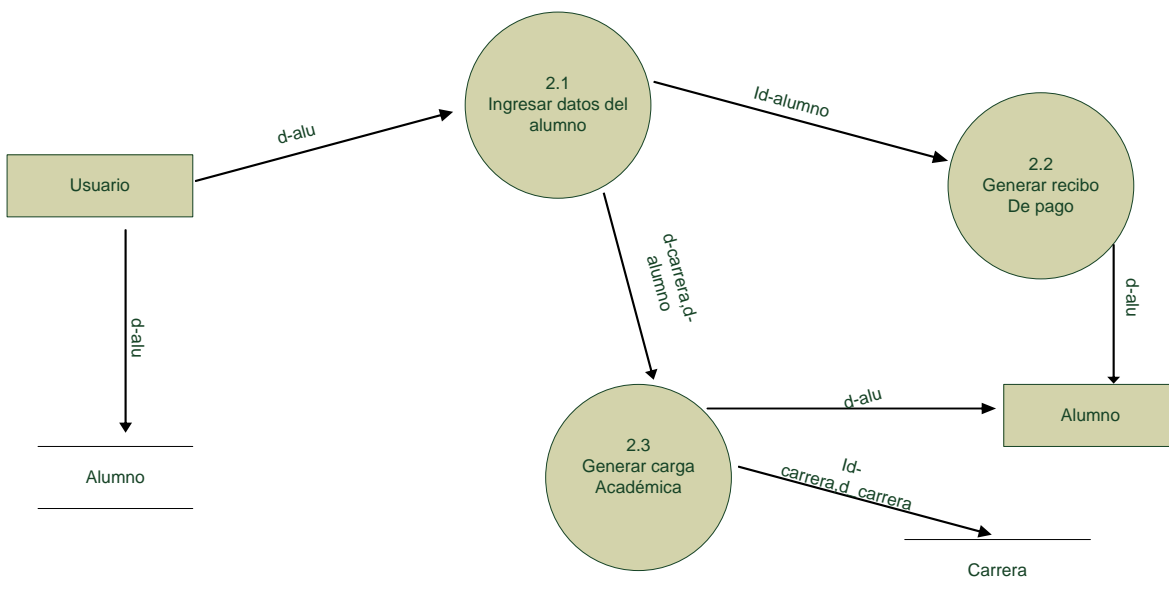 2.1
Ingresar datos del
alumno
Id-alumno
d-alu
2.2
Generar recibo
De pago
Usuario
d-carrera,d-
alumno
d-alu
d-alu
d-alu
Alumno
2.3
Generar carga
Académica
Id-
carrera,d_carrera
Alumno
Carrera